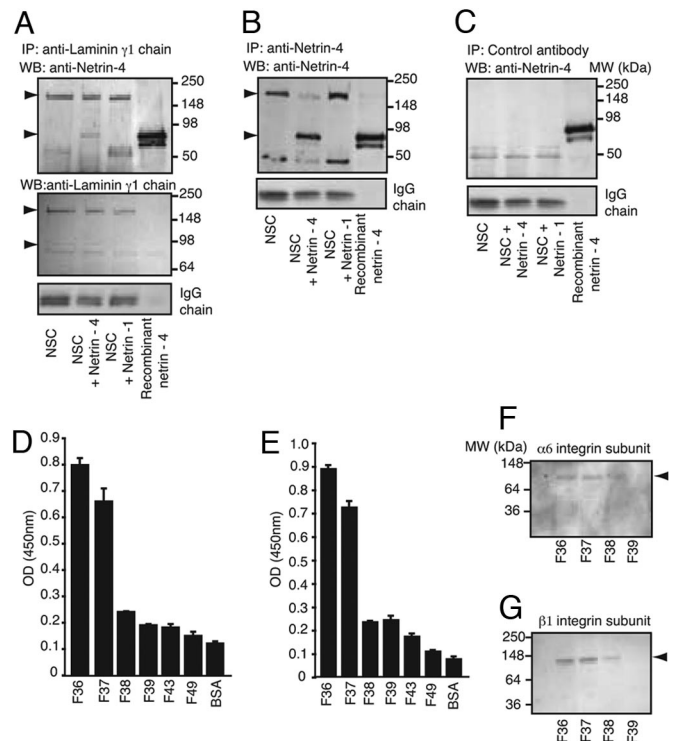 A
IP: anti-Laminin γ1 chain
WB: anti-Netrin-4
250
148
98
50
WB:anti-Laminin γ1 chain
250
148
98
64
IgG
chain
NSC
NSC
+ Netrin - 4
NSC
+ Netrin -1
Recombinant
netrin - 4
B
IP: anti-Netrin-4
WB: anti-Netrin-4
250
148
98
50
IgG
chain
NSC
NSC
+ Netrin - 4
NSC
+ Netrin -1
Recombinant
netrin - 4
C
IP: Control antibody
WB: anti-Netrin-4
MW (kDa)
250
148
98
50
IgG
chain
NSC
NSC +
Netrin - 4
NSC +
Netrin - 1
Recombinant
netrin - 4
D
OD (450nm)
0.9
0.8
0.7
0.6
0.5
0.4
0.3
0.2
0.1
0
F36
F37
F38
F39
F43
F49
BSA
E
OD (450nm)
1.0
0.9
0.8
0.7
0.6
0.5
0.4
0.3
0.2
0.1
0
F36
F37
F38
F39
F43
F49
BSA
F
MW (kDa)
α6 integrin subunit
148
64
36
F36
F37
F38
F39
G
β1 integrin subunit
250
148
64
36
F36
F37
F38
F39